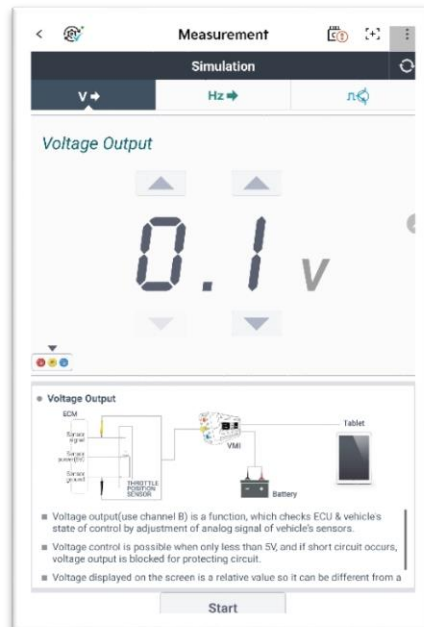 Measurement
Simulation
V
Hz
Voltage Output
0.1 V
Voltage Output
ECM
Sensor
signal
Sensor
Sensor
ground
THROTTLE
POSITION
SENSOR
VMI
Battery
Tablet
Voltage output(use channel B) is a function, which checks ECU & vehicle's
state of control by adjustment of analog signal of vehicle's sensors.
Voltage control is possible when only less than 5V, and if short circuit occurs,
voltage output is blocked for protecting circuit.
Voltage displayed on the screen is a relative value so it can be different from a
Start